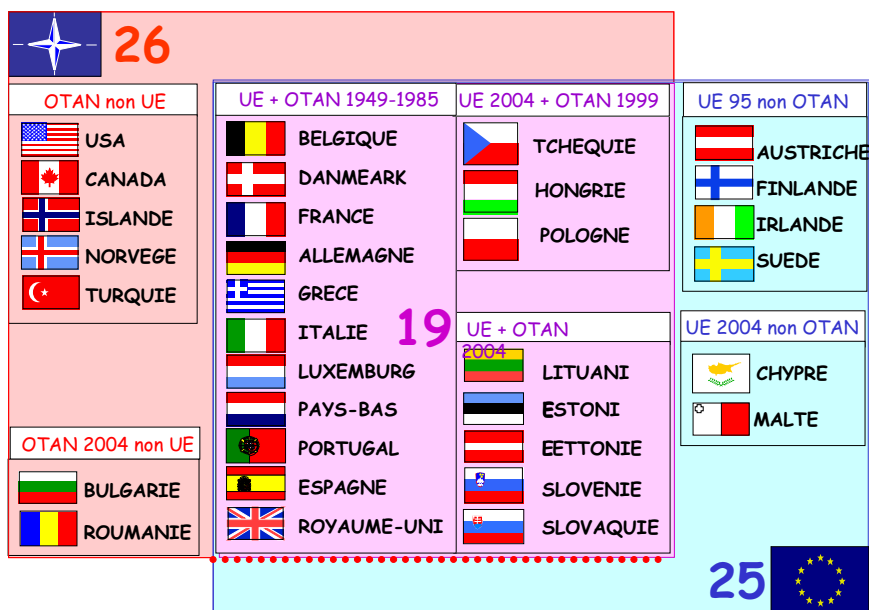 26
OTAN non UE
USA
CANADA
ISLANDE
NORVEGE
TURQUIE
OTAN 2004 non UE
BULGARIE
ROUMANIE
UE + OTAN 1949-1985
BELGIQUE
DANMEARK
FRANCE
ALLEMAGNE
GRECE
ITALIE
LUXEMBURG
PAYS-BAS
PORTUGAL
ESPAGNE
ROYAUME-UNI
19
UE 2004 + OTAN 1999
TCHEQUIE
HONGRIE
POLOGNE
UE + OTAN
2004
LITUANI
ESTONI
EETTONIE
SLOVENIE
SLOVAQUIE
UE 95 non OTAN
AUSTRICHE
FINLANDE
IRLANDE
SUEDE
UE 2004 non OTAN
CHYPRE
MALTE
25